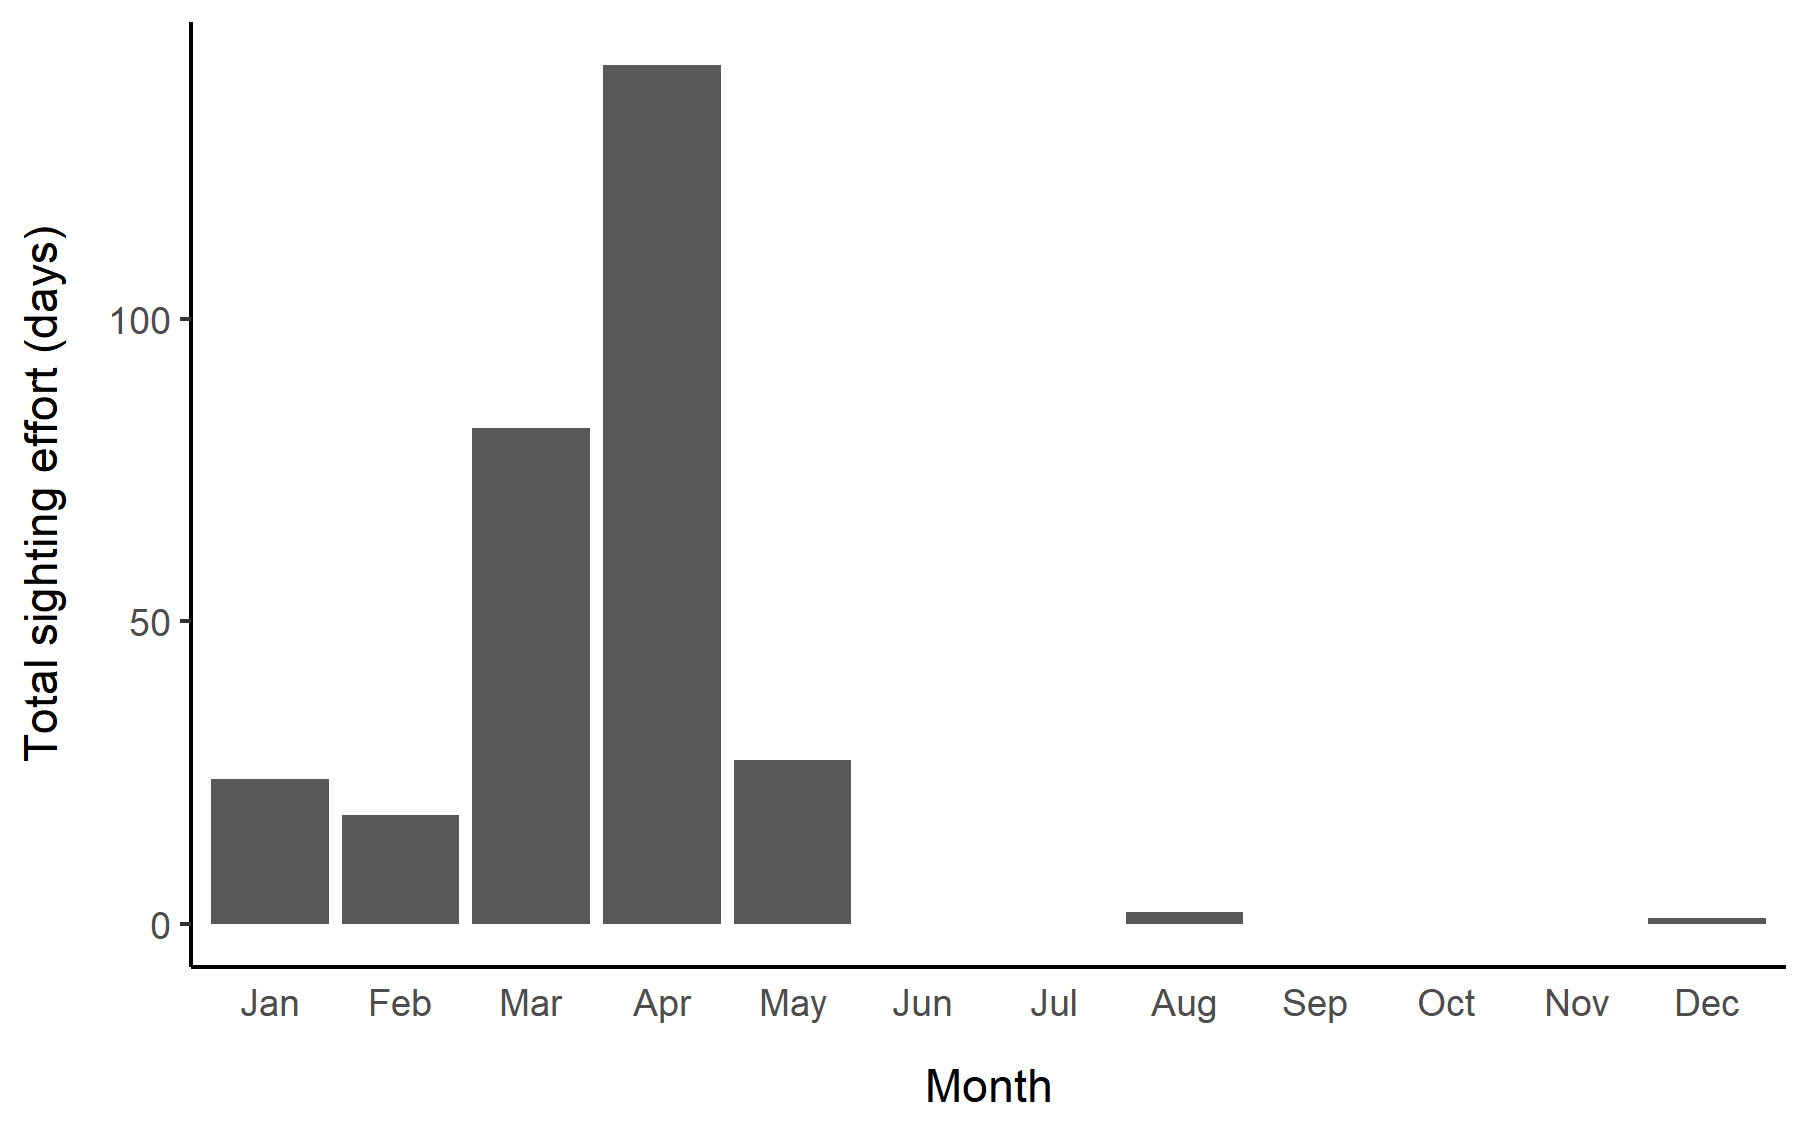 Total sighting effort (days)
100
50
0
Jan Feb Mar Apr May Jun Jul Aug Sep Oct Nov Dec
Month